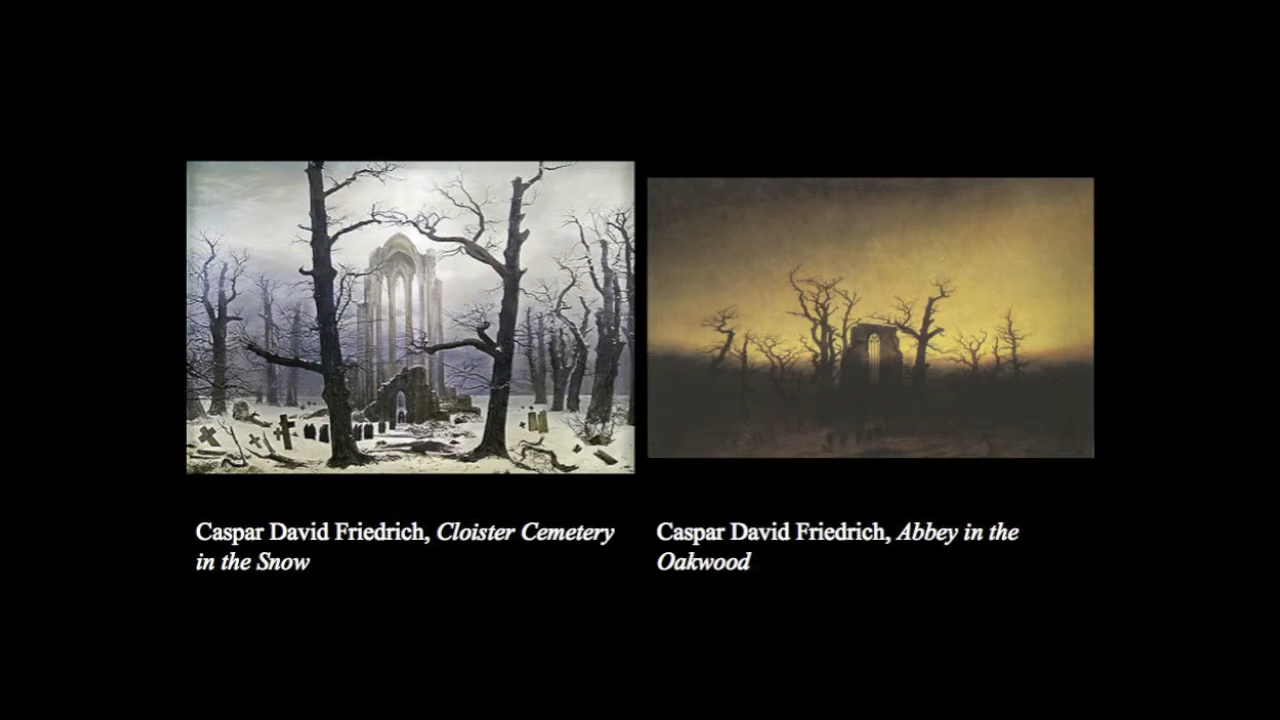 Caspar David Friedrich, Cloister Cemetery
in the Snow
Caspar David Friedrich, Abbey in the
Oakwood